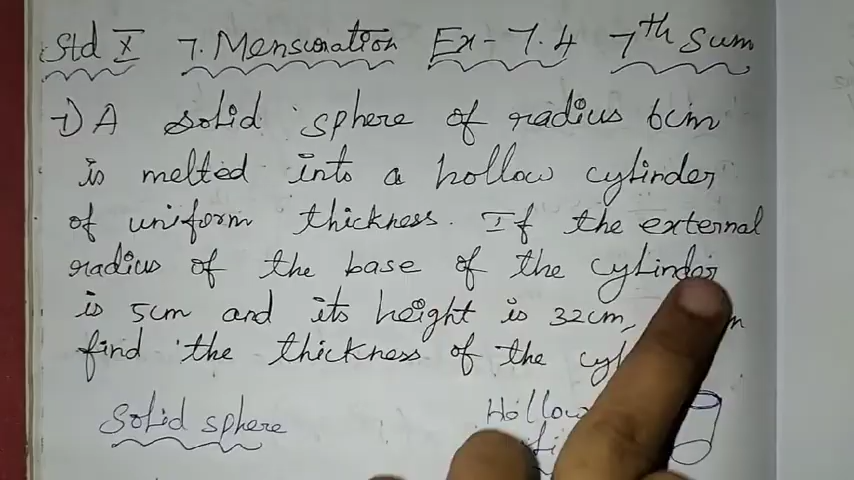 Std X 7. Mensuration Ex-7.4 7th Sum
7) A solid sphere of radius 6cm
is melted into a hollow cylinder
of uniform thickness. If the external
radius of the base of the cylinder
is 5cm and its height is 32cm,
find the thickness of the
Solid sphere
Hollow